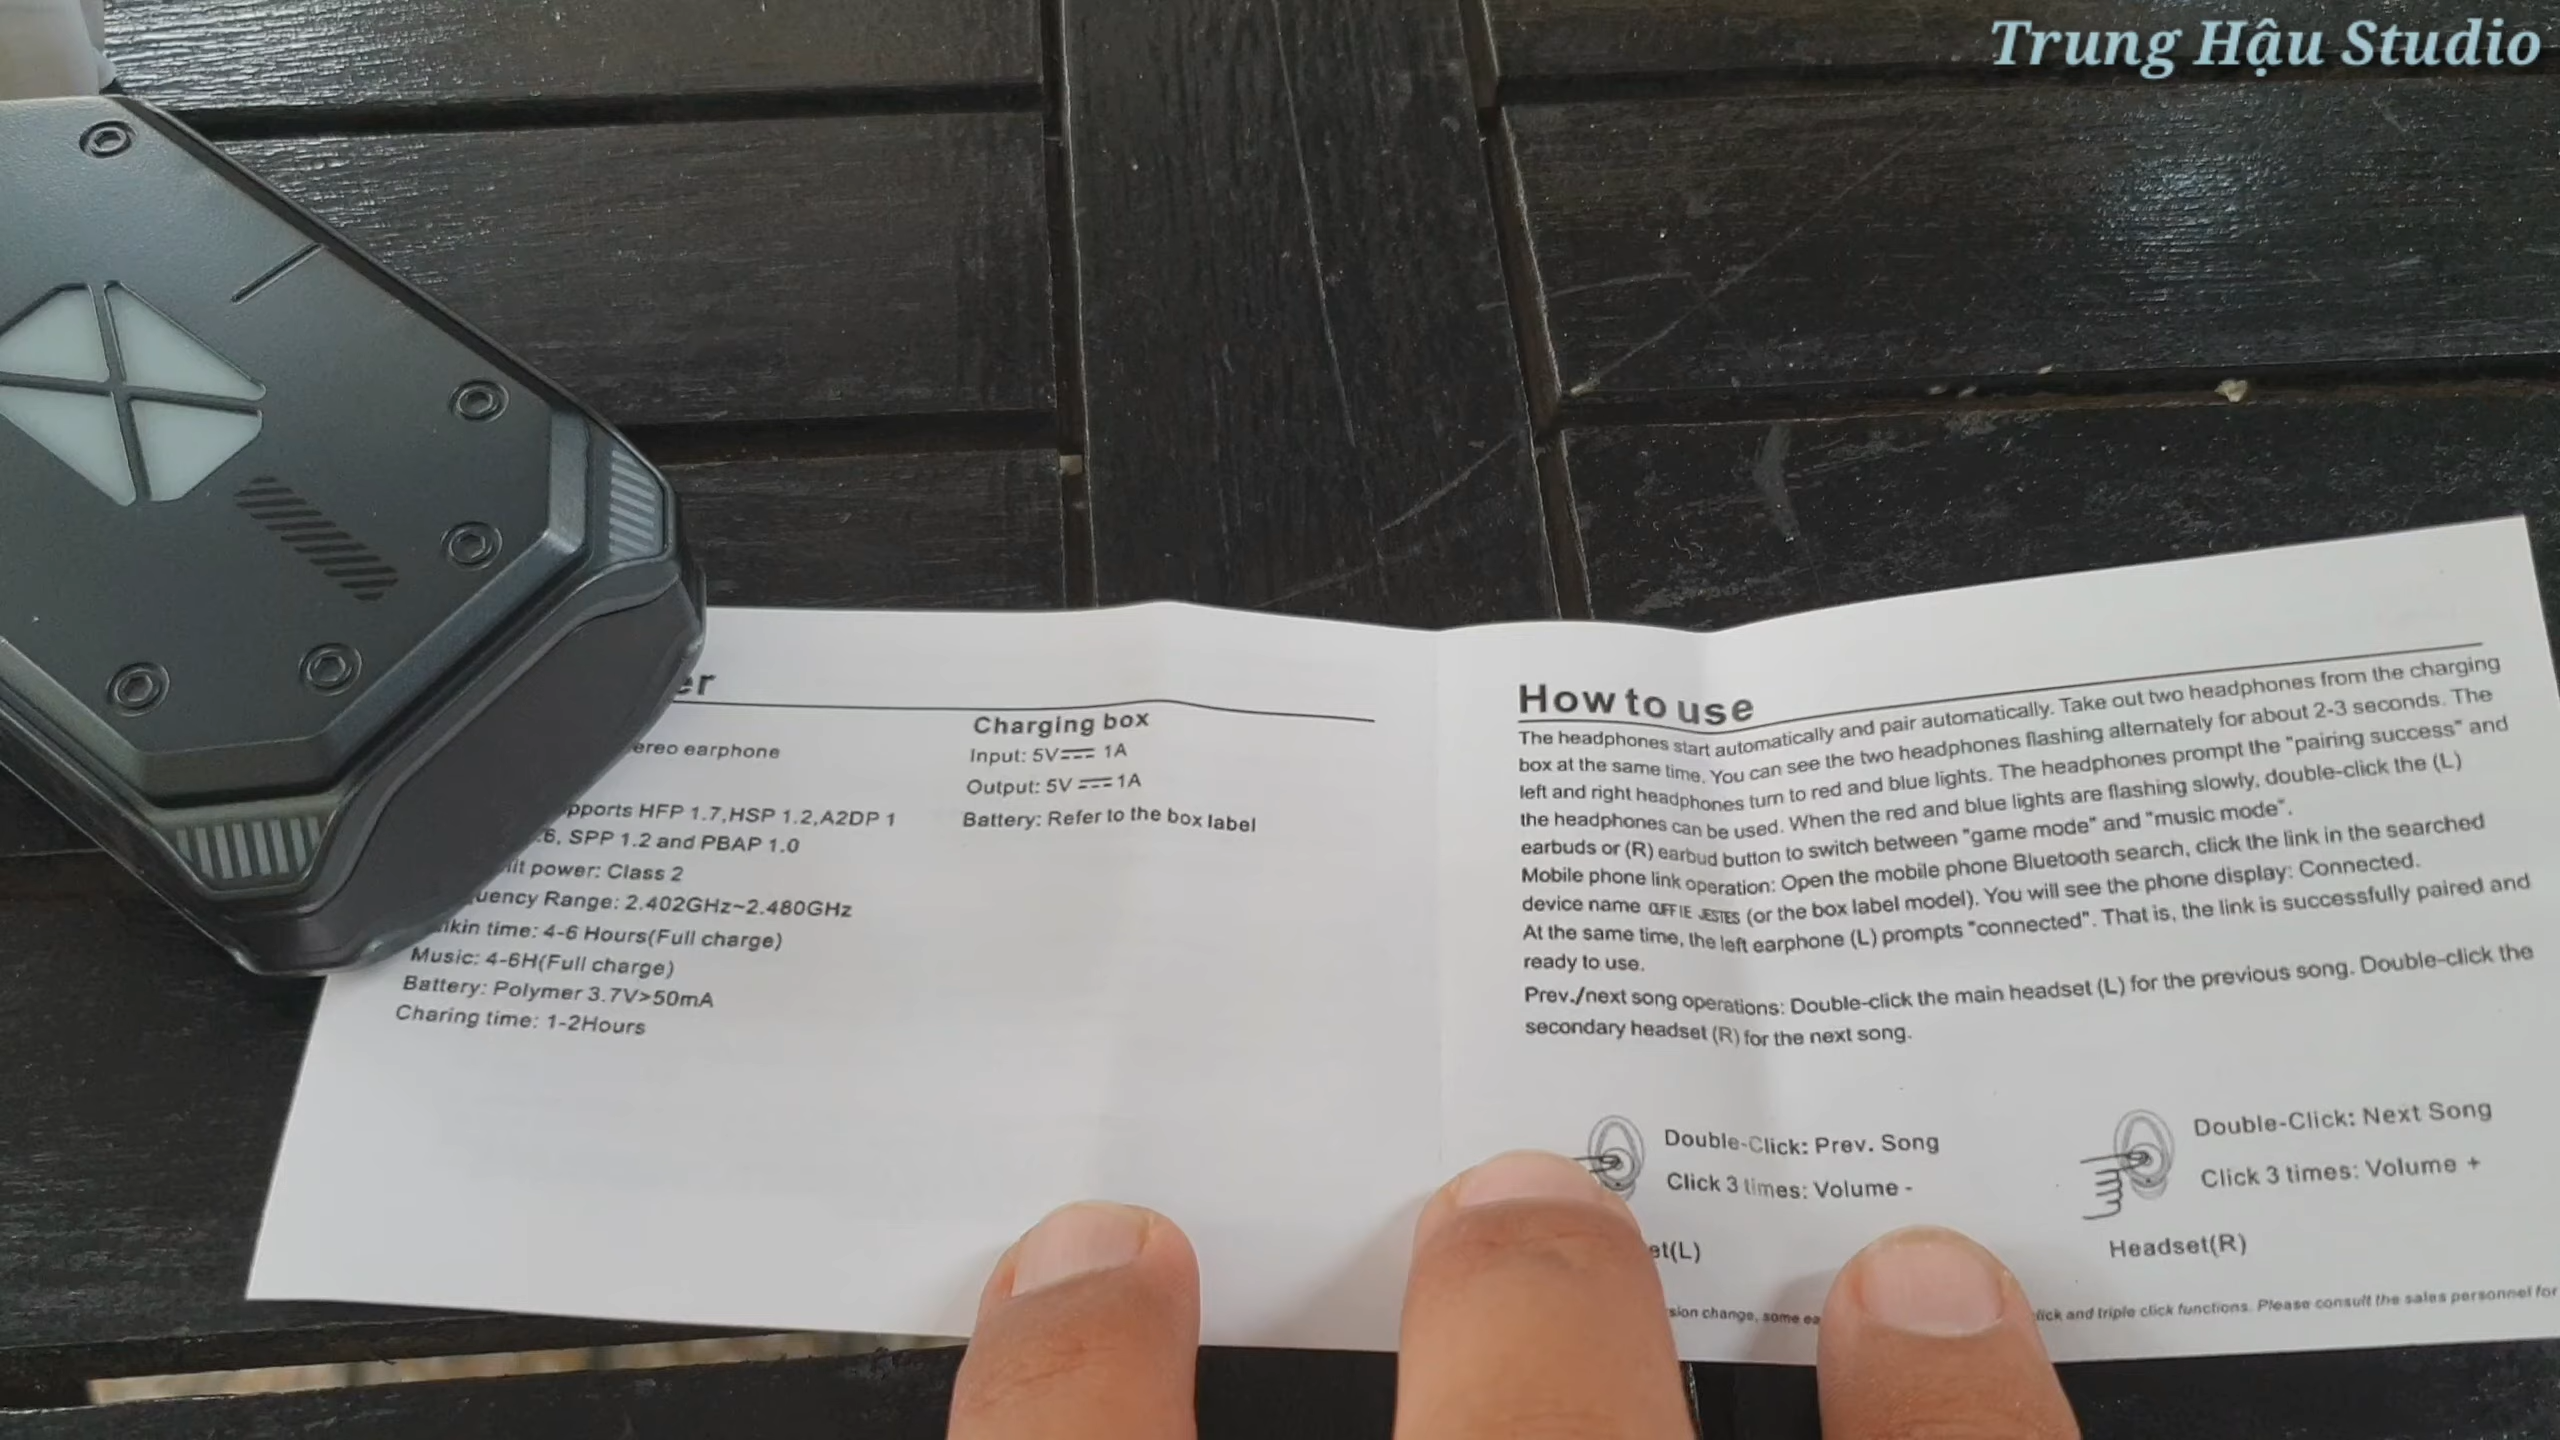 Trung Hậu Studio
Charging box
earphone
Input: 5V⎓1A
Output: 5V⎓1A
HFP 1.7,HSP 1.2,A2DP 1
Battery: Refer to the box label
SPP 1.2 and PBAP 1.0
power: Class 2
Range: 2.402GHz~2.480GHz
time: 4-6 Hours(Full charge)
Music: 4-6H(Full charge)
Battery: Polymer 3.7V>50mA
Charing time: 1-2Hours
How to use
The headphones start automatically and pair automatically. Take out two headphones from the charging
box at the same time. You can see the two headphones flashing alternately for about 2-3 seconds. The
left and right headphones turn to red and blue lights. The headphones prompt the "pairing success" and
the headphones can be used. When the red and blue lights are flashing slowly, double-click the (L)
earbuds or (R) earbud button to switch between "game mode" and "music mode".
Mobile phone link operation: Open the mobile phone Bluetooth search, click the link in the searched
device name CUFFIE JESTES (or the box label model). You will see the phone display: Connected.
At the same time, the left earphone (L) prompts "connected". That is, the link is successfully paired and
ready to use.
Prev./next song operations: Double-click the main headset (L) for the previous song. Double-click the
secondary headset (R) for the next song.
Double-Click: Prev. Song
Click 3 times: Volume -
Double-Click: Next Song
Click 3 times: Volume +
Headset(R)
change, some and triple click functions. Please consult the sales personnel for